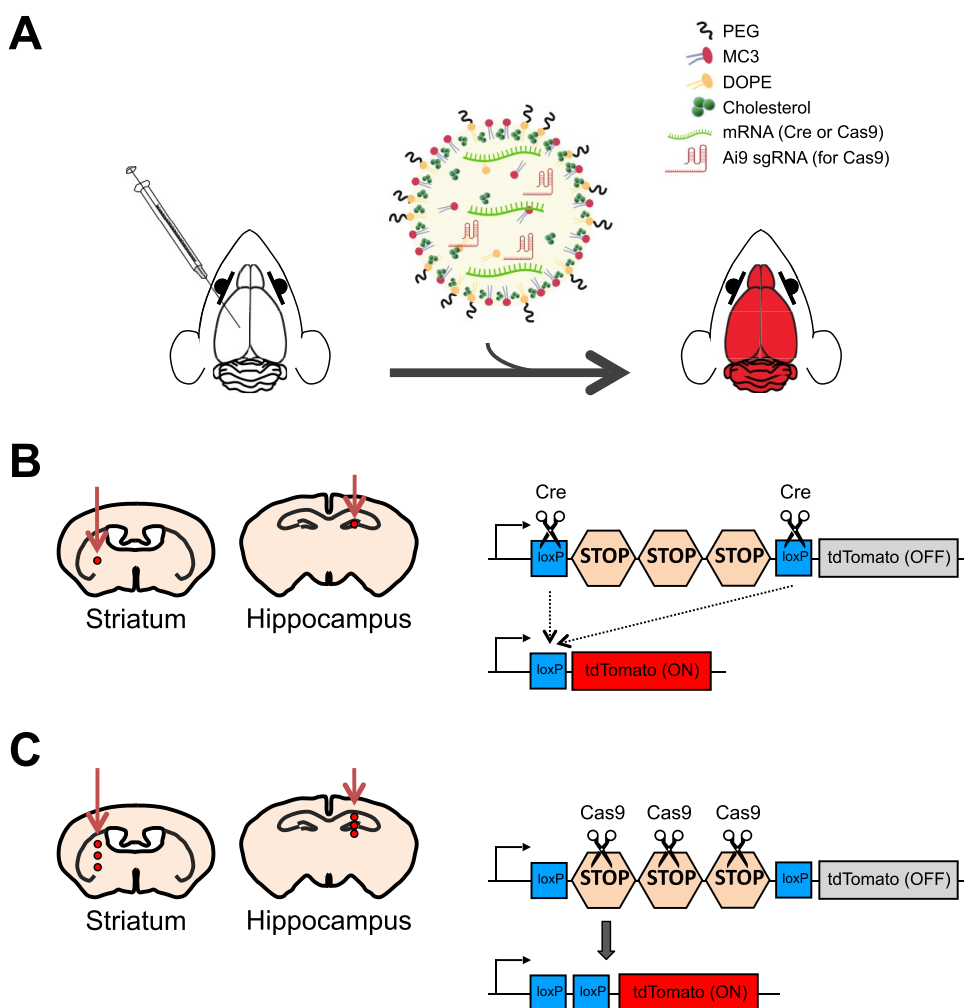 A
PEG
MC3
DOPE
Cholesterol
mRNA (Cre or Cas9)
Ai9 sgRNA (for Cas9)
B
Striatum
Hippocampus
Cre Cre
loxP STOP STOP STOP loxP tdTomato (OFF)
loxP tdTomato (ON)
C
Striatum
Hippocampus
Cas9 Cas9 Cas9
loxP STOP STOP STOP loxP tdTomato (OFF)
loxP loxP tdTomato (ON)